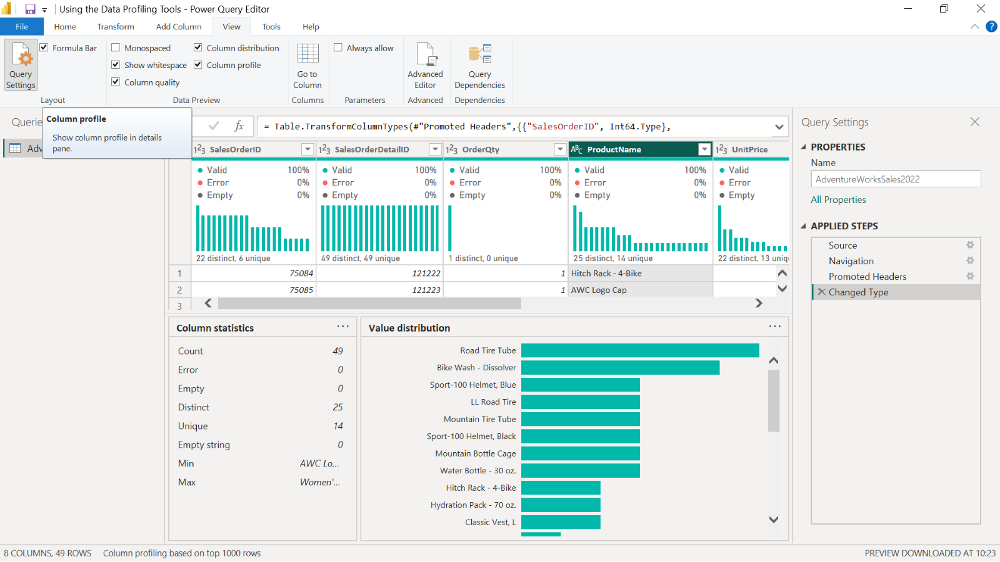 Using the Data Profiling Tools - Power Query Editor
File Home Transform Add Column View Tools Help
Query Settings
Formula Bar
Layout
Monospaced
Show whitespace
Column quality
Column distribution
Column profile
Data Preview
Go to Column
Columns
Always allow
Parameters
Advanced Editor
Advanced
Query Dependencies
Dependencies
Querie
Adv
Column profile
Show column profile in details
pane.
fx
= Table.TransformColumnTypes(#"Promoted Headers",{{"SalesOrderID", Int64.Type},
123 SalesOrderID 123 SalesOrderDetailID 123 OrderQty ABC ProductName 123 UnitPrice
Valid 100% Valid 100% Valid 100% Valid 100% Valid
Error 0% Error 0% Error 0% Error 0% Error
Empty 0% Empty 0% Empty 0% Empty 0% Empty
22 distinct, 6 unique 49 distinct, 49 unique 1 distinct, 0 unique 25 distinct, 14 unique 22 distinct, 13 uniq
1 75084 121222 1 Hitch Rack - 4-Bike
2 75085 121223 1 AWC Logo Cap
3
Column statistics ...
Count 49
Error 0
Empty 0
Distinct 25
Unique 14
Empty string 0
Min AWC Lo...
Max Women'...
Value distribution ...
Road Tire Tube
Bike Wash - Dissolver
Sport-100 Helmet, Blue
LL Road Tire
Mountain Tire Tube
Sport-100 Helmet, Black
Mountain Bottle Cage
Water Bottle - 30 oz.
Hitch Rack - 4-Bike
Hydration Pack - 70 oz.
Classic Vest, L
Query Settings
PROPERTIES
Name
AdventureWorksSales2022
All Properties
APPLIED STEPS
Source
Navigation
Promoted Headers
Changed Type
8 COLUMNS, 49 ROWS Column profiling based on top 1000 rows
PREVIEW DOWNLOADED AT 10:23